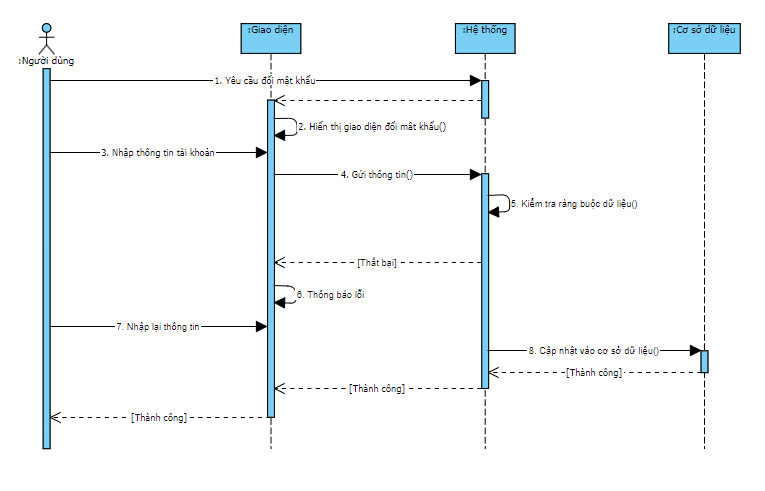 :Giao diện
:Hệ thống
:Cơ sở dữ liệu
:Người dùng
1. Yêu cầu đổi mật khẩu
2. Hiển thị giao diện đổi mật khẩu()
3. Nhập thông tin tài khoản
4. Gửi thông tin()
5. Kiểm tra ràng buộc dữ liệu()
[Thất bại]
6. Thông báo lỗi
7. Nhập lại thông tin
8. Cập nhật vào cơ sở dữ liệu()
[Thành công]
[Thành công]
[Thành công]